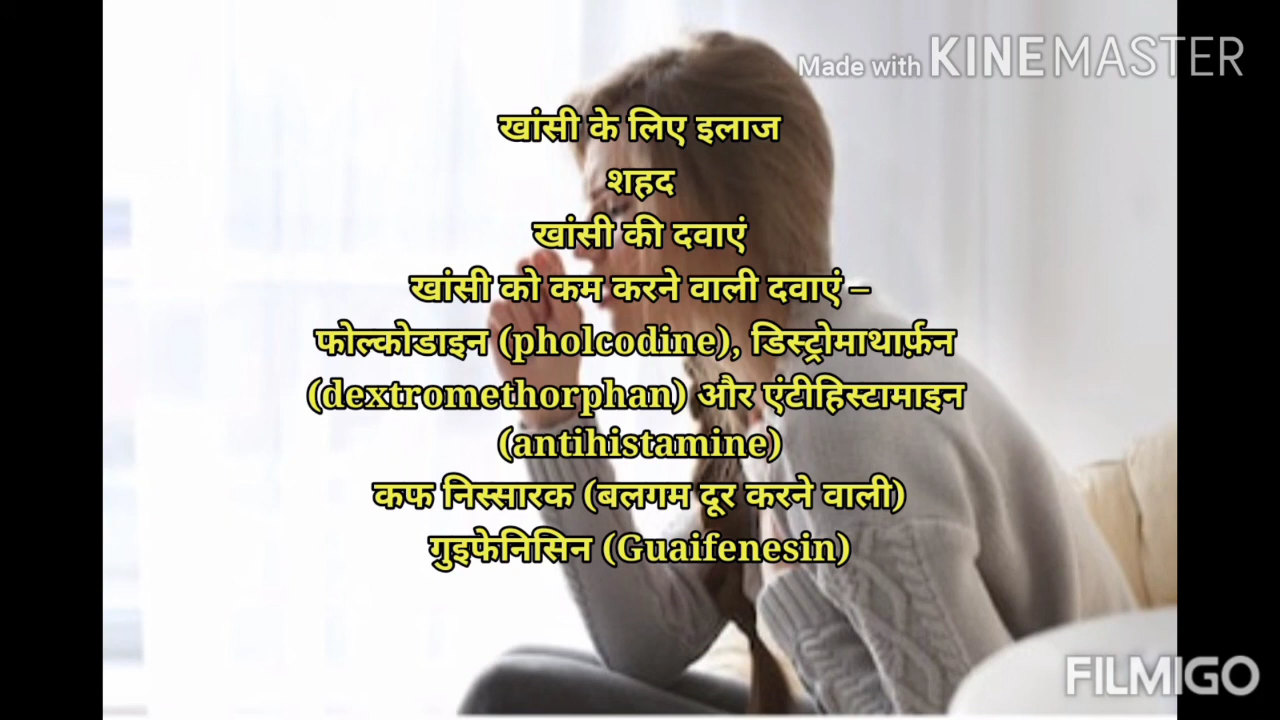 Made with KINEMASTER
खांसी के लिए इलाज
शहद
खांसी की दवाएं
खांसी को कम करने वाली दवाएं –
फोल्कोडाइन (pholcodine), डिस्ट्रोमाथार्फ़न
(dextromethorphan) और एंटीहिस्टामाइन
(antihistamine)
कफ निस्सारक (बलगम दूर करने वाली)
गुइफेनिसिन (Guaifenesin)
FILMIGO